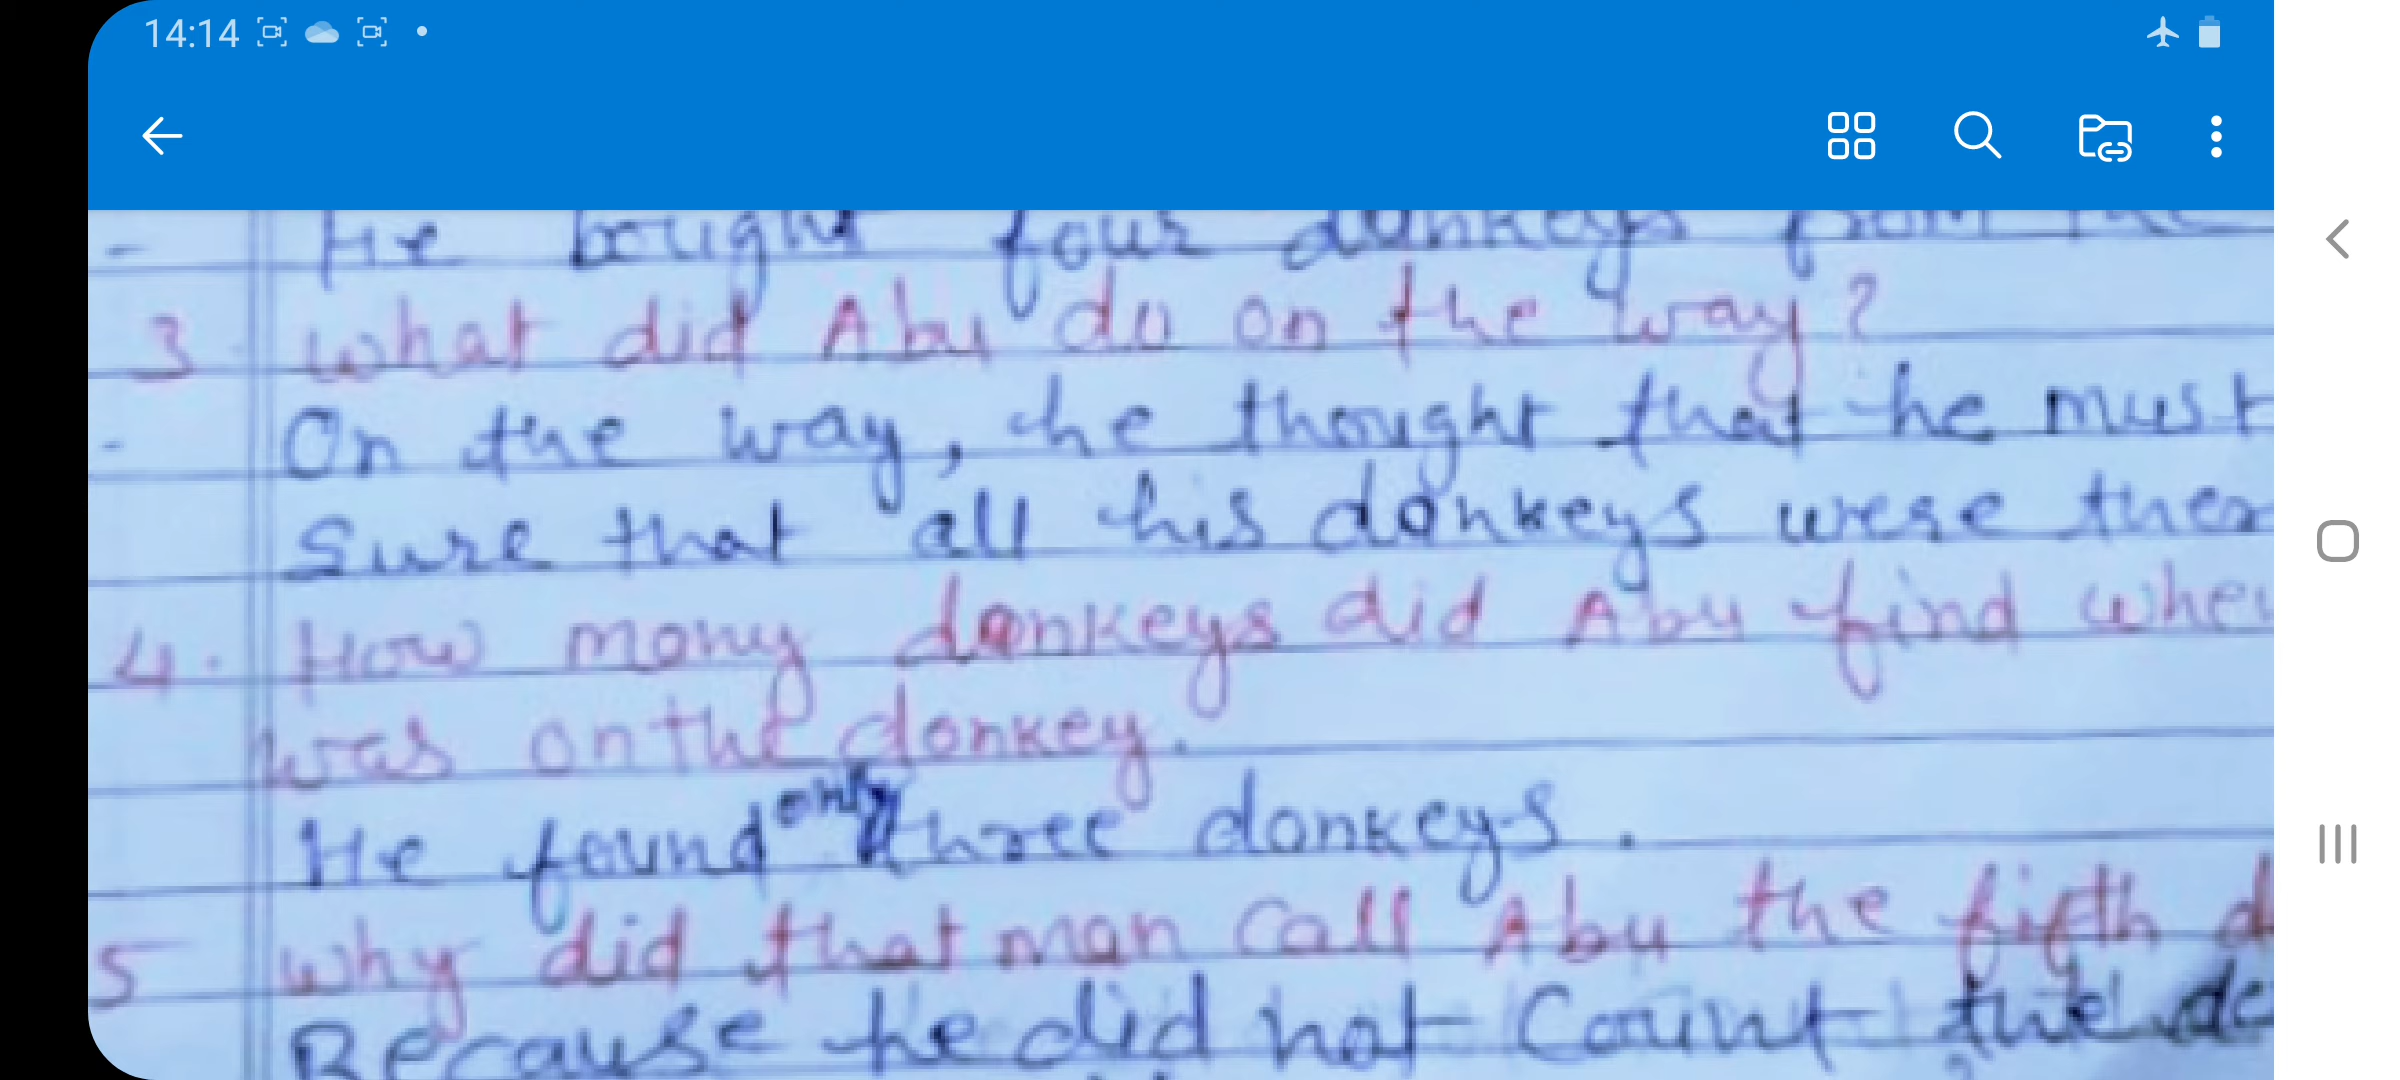 14:14
- He bought four donkeys from the
3. What did Abu do on the way?
- On the way, he thought that he must
Sure that all his donkeys were there
4. How many donkeys did Abu find when
was on the donkey.
He found only three donkeys.
5 why did that man call Abu the fifth d
Because he did not Count the do